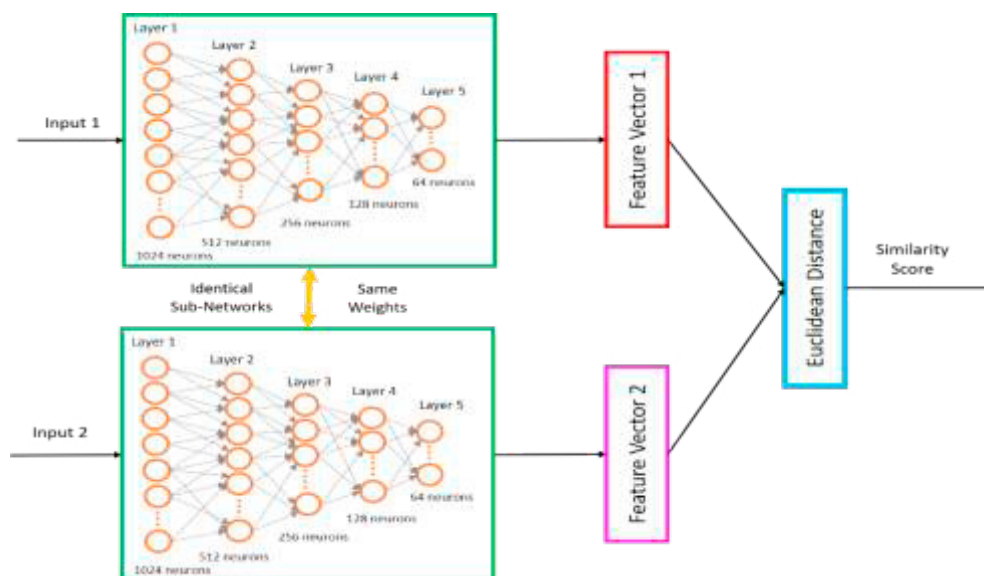 Layer 1
Layer 2
Layer 3
Layer 4
Layer 5
Input 1
64 neurons
128 neurons
256 neurons
512 neurons
1024 neurons
Feature Vector 1
Identical
Sub-Networks
Same
Weights
Euclidean Distance
Similarity
Score
Layer 1
Layer 2
Layer 3
Layer 4
Layer 5
Input 2
64 neurons
128 neurons
256 neurons
512 neurons
1024 neurons
Feature Vector 2